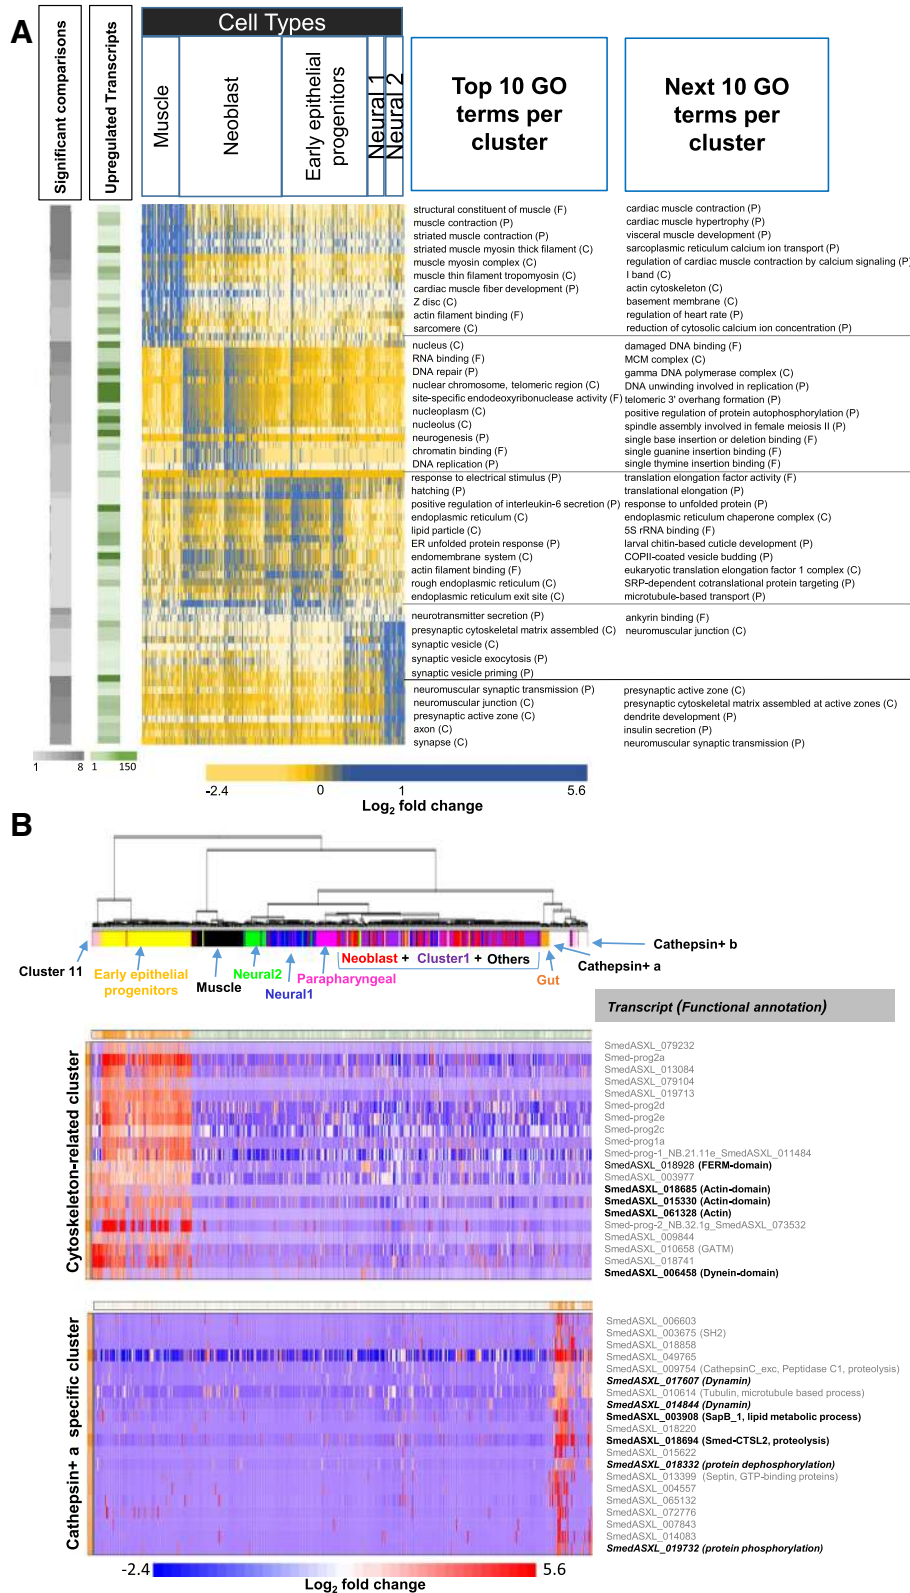 A
Significant comparisons
Upregulated Transcripts
Cell Types
Muscle
Neoblast
Early epithelial progenitors
Neural 1
Neural 2
Top 10 GO
terms per
cluster
Next 10 GO
terms per
cluster
structural constituent of muscle (F)
muscle contraction (P)
striated muscle contraction (P)
striated muscle myosin thick filament (C)
muscle myosin complex (C)
muscle thin filament tropomyosin (C)
cardiac muscle fiber development (P)
Z disc (C)
actin filament binding (F)
sarcomere (C)
cardiac muscle contraction (P)
cardiac muscle hypertrophy (P)
visceral muscle development (P)
sarcoplasmic reticulum calcium ion transport (P)
regulation of cardiac muscle contraction by calcium signaling (P)
I band (C)
actin cytoskeleton (C)
basement membrane (C)
regulation of heart rate (P)
reduction of cytosolic calcium ion concentration (P)
nucleus (C)
RNA binding (F)
DNA repair (P)
nuclear chromosome, telomeric region (C)
site-specific endodeoxyribonuclease activity (F)
nucleoplasm (C)
nucleolus (C)
neurogenesis (P)
chromatin binding (F)
DNA replication (P)
damaged DNA binding (F)
MCM complex (C)
gamma DNA polymerase complex (C)
DNA unwinding involved in replication (P)
telomeric 3' overhang formation (P)
positive regulation of protein autophosphorylation (P)
spindle assembly involved in female meiosis II (P)
single base insertion or deletion binding (F)
single guanine insertion binding (F)
single thymine insertion binding (F)
response to electrical stimulus (P)
hatching (P)
positive regulation of interleukin-6 secretion (P)
endoplasmic reticulum (C)
lipid particle (C)
ER unfolded protein response (P)
endomembrane system (C)
actin filament binding (F)
rough endoplasmic reticulum (C)
endoplasmic reticulum exit site (C)
translation elongation factor activity (F)
translational elongation (P)
response to unfolded protein (P)
endoplasmic reticulum chaperone complex (C)
5S rRNA binding (F)
larval chitin-based cuticle development (P)
COPII-coated vesicle budding (P)
eukaryotic translation elongation factor 1 complex (C)
SRP-dependent cotranslational protein targeting (P)
microtubule-based transport (P)
neurotransmitter secretion (P)
presynaptic cytoskeletal matrix assembled (C)
synaptic vesicle (C)
synaptic vesicle exocytosis (P)
synaptic vesicle priming (P)
ankyrin binding (F)
neuromuscular junction (C)
neuromuscular synaptic transmission (P)
neuromuscular junction (C)
presynaptic active zone (C)
axon (C)
synapse (C)
presynaptic active zone (C)
presynaptic cytoskeletal matrix assembled at active zones (C)
dendrite development (P)
insulin secretion (P)
neuromuscular synaptic transmission (P)
1 8 1 150
-2.4 0 1 5.6
Log2 fold change
B
Cluster 11
Early epithelial
progenitors
Muscle
Neural2
Neural1
Parapharyngeal
Neoblast + Cluster1 + Others
Gut
Cathepsin+ a
Cathepsin+ b
Transcript (Functional annotation)
Cytoskeleton-related cluster
SmedASXL_079232
Smed-prog2a
SmedASXL_013084
SmedASXL_079104
SmedASXL_019713
Smed-prog2d
Smed-prog2e
Smed-prog2c
Smed-prog1a
Smed-prog-1_NB.21.11e_SmedASXL_011484
SmedASXL_018928 (FERM-domain)
SmedASXL_003977
SmedASXL_018685 (Actin-domain)
SmedASXL_015330 (Actin-domain)
SmedASXL_061328 (Actin)
Smed-prog-2_NB.32.1g_SmedASXL_073532
SmedASXL_009844
SmedASXL_010658 (GATM)
SmedASXL_018741
SmedASXL_006458 (Dynein-domain)
Cathepsin+ a specific cluster
SmedASXL_006603
SmedASXL_003675 (SH2)
SmedASXL_018858
SmedASXL_049765
SmedASXL_009754 (CathepsinC_exc, Peptidase C1, proteolysis)
SmedASXL_017607 (Dynamin)
SmedASXL_010614 (Tubulin, microtubule based process)
SmedASXL_014844 (Dynamin)
SmedASXL_003908 (SapB_1, lipid metabolic process)
SmedASXL_018220
SmedASXL_018694 (Smed-CTSL2, proteolysis)
SmedASXL_015622
SmedASXL_018332 (protein dephosphorylation)
SmedASXL_013399 (Septin, GTP-binding proteins)
SmedASXL_004557
SmedASXL_065132
SmedASXL_072776
SmedASXL_007843
SmedASXL_014083
SmedASXL_019732 (protein phosphorylation)
-2.4 5.6
Log2 fold change